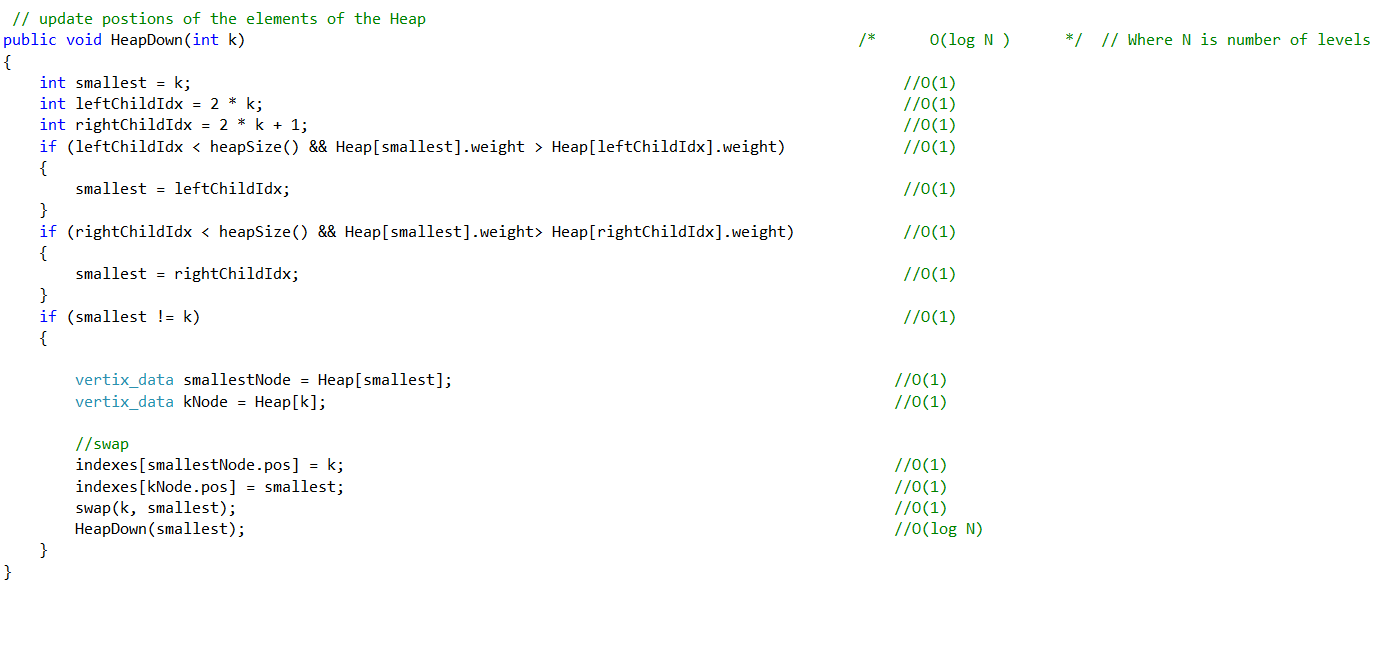 // update postions of the elements of the Heap
public void HeapDown(int k) /* O(log N ) */ // Where N is number of levels
{
int smallest = k; //O(1)
int leftChildIdx = 2 * k; //O(1)
int rightChildIdx = 2 * k + 1; //O(1)
if (leftChildIdx < heapSize() && Heap[smallest].weight > Heap[leftChildIdx].weight) //O(1)
{
smallest = leftChildIdx; //O(1)
}
if (rightChildIdx < heapSize() && Heap[smallest].weight> Heap[rightChildIdx].weight) //O(1)
{
smallest = rightChildIdx; //O(1)
}
if (smallest != k) //O(1)
{
vertix_data smallestNode = Heap[smallest]; //O(1)
vertix_data kNode = Heap[k]; //O(1)
//swap
indexes[smallestNode.pos] = k; //O(1)
indexes[kNode.pos] = smallest; //O(1)
swap(k, smallest); //O(1)
HeapDown(smallest); //O(log N)
}
}